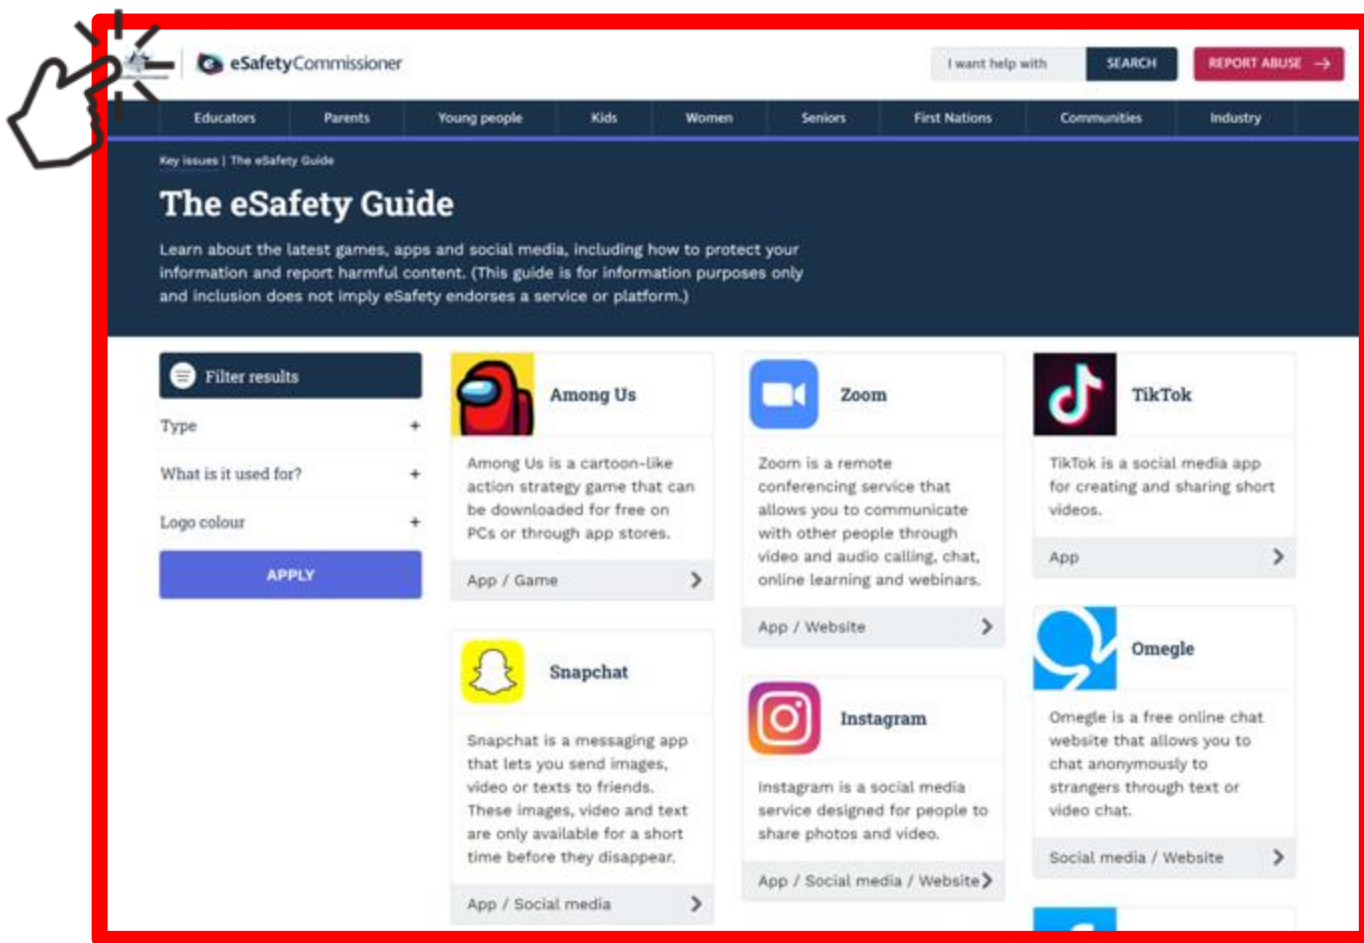 eSafetyCommissioner
I want help with
SEARCH
REPORT ABUSE →
Educators Parents Young people Kids Women Seniors First Nations Communities Industry
Key issues | The eSafety Guide
The eSafety Guide
Learn about the latest games, apps and social media, including how to protect your
information and report harmful content. (This guide is for information purposes only
and inclusion does not imply eSafety endorses a service or platform.)
Filter results
Type +
What is it used for? +
Logo colour +
APPLY
Among Us
Among Us is a cartoon-like
action strategy game that can
be downloaded for free on
PCs or through app stores.
App / Game
Zoom
Zoom is a remote
conferencing service that
allows you to communicate
with other people through
video and audio calling, chat,
online learning and webinars.
App / Website
TikTok
TikTok is a social media app
for creating and sharing short
videos.
App
Snapchat
Snapchat is a messaging app
that lets you send images,
video or texts to friends.
These images, video and text
are only available for a short
time before they disappear.
App / Social media
Instagram
Instagram is a social media
service designed for people to
share photos and video.
App / Social media / Website
Omegle
Omegle is a free online chat
website that allows you to
chat anonymously to
strangers through text or
video chat.
Social media / Website